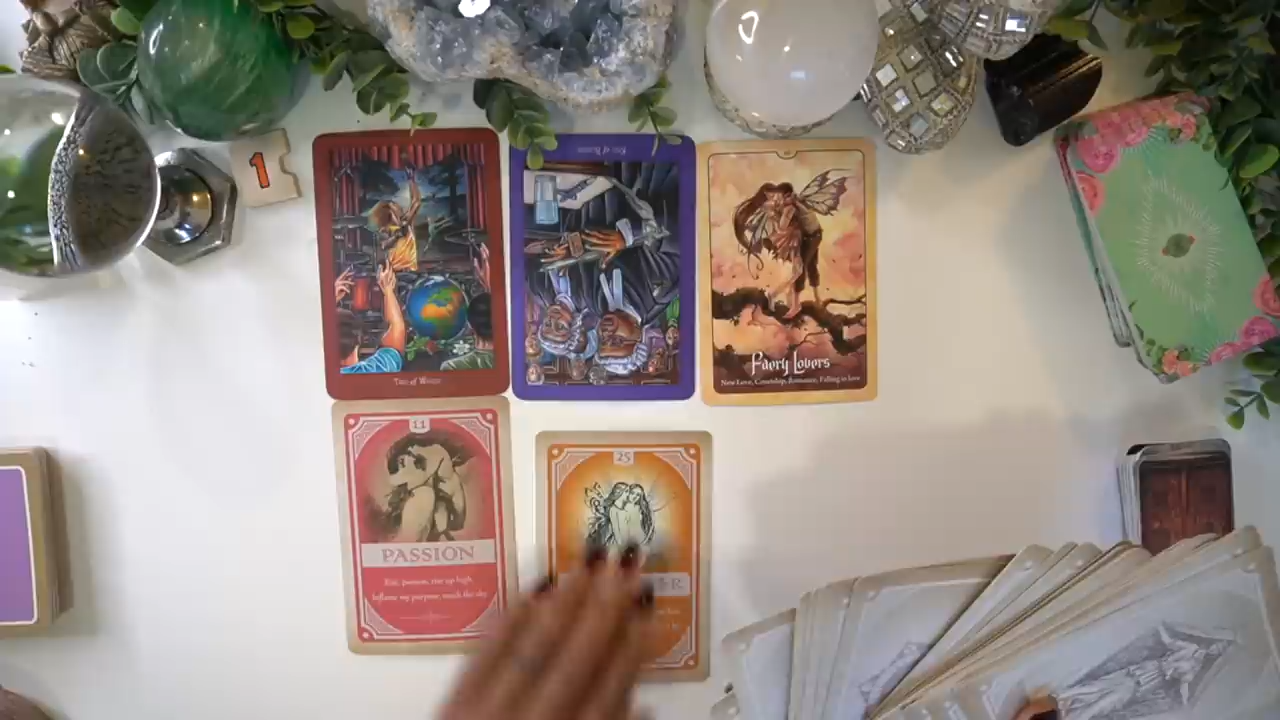 1
Two of Wands
King of Swords
Faery Lovers
New Love, Courtship, Romance, Falling in love
11
PASSION
Rise, passion, rise up high,
Inflame my purpose, reach the sky
25
R